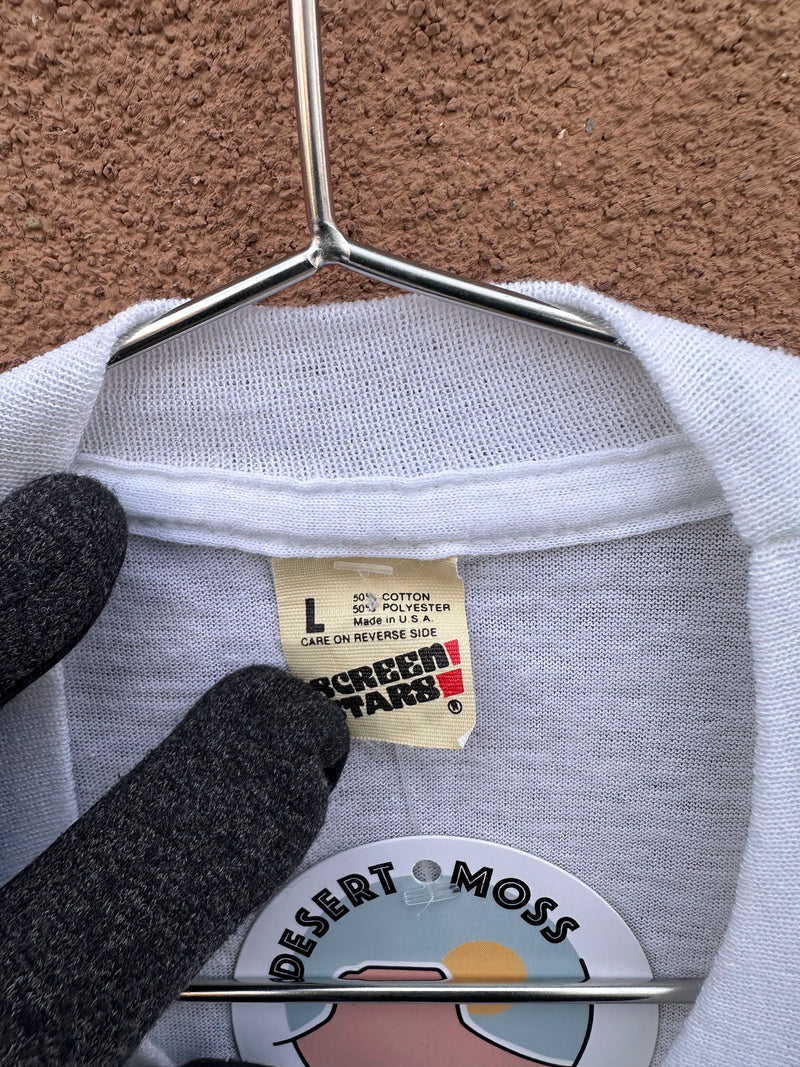 L
50% COTTON
50% POLYESTER
Made in U.S.A.
CARE ON REVERSE SIDE
SCREEN
STARS!
®
DESERT MOSS